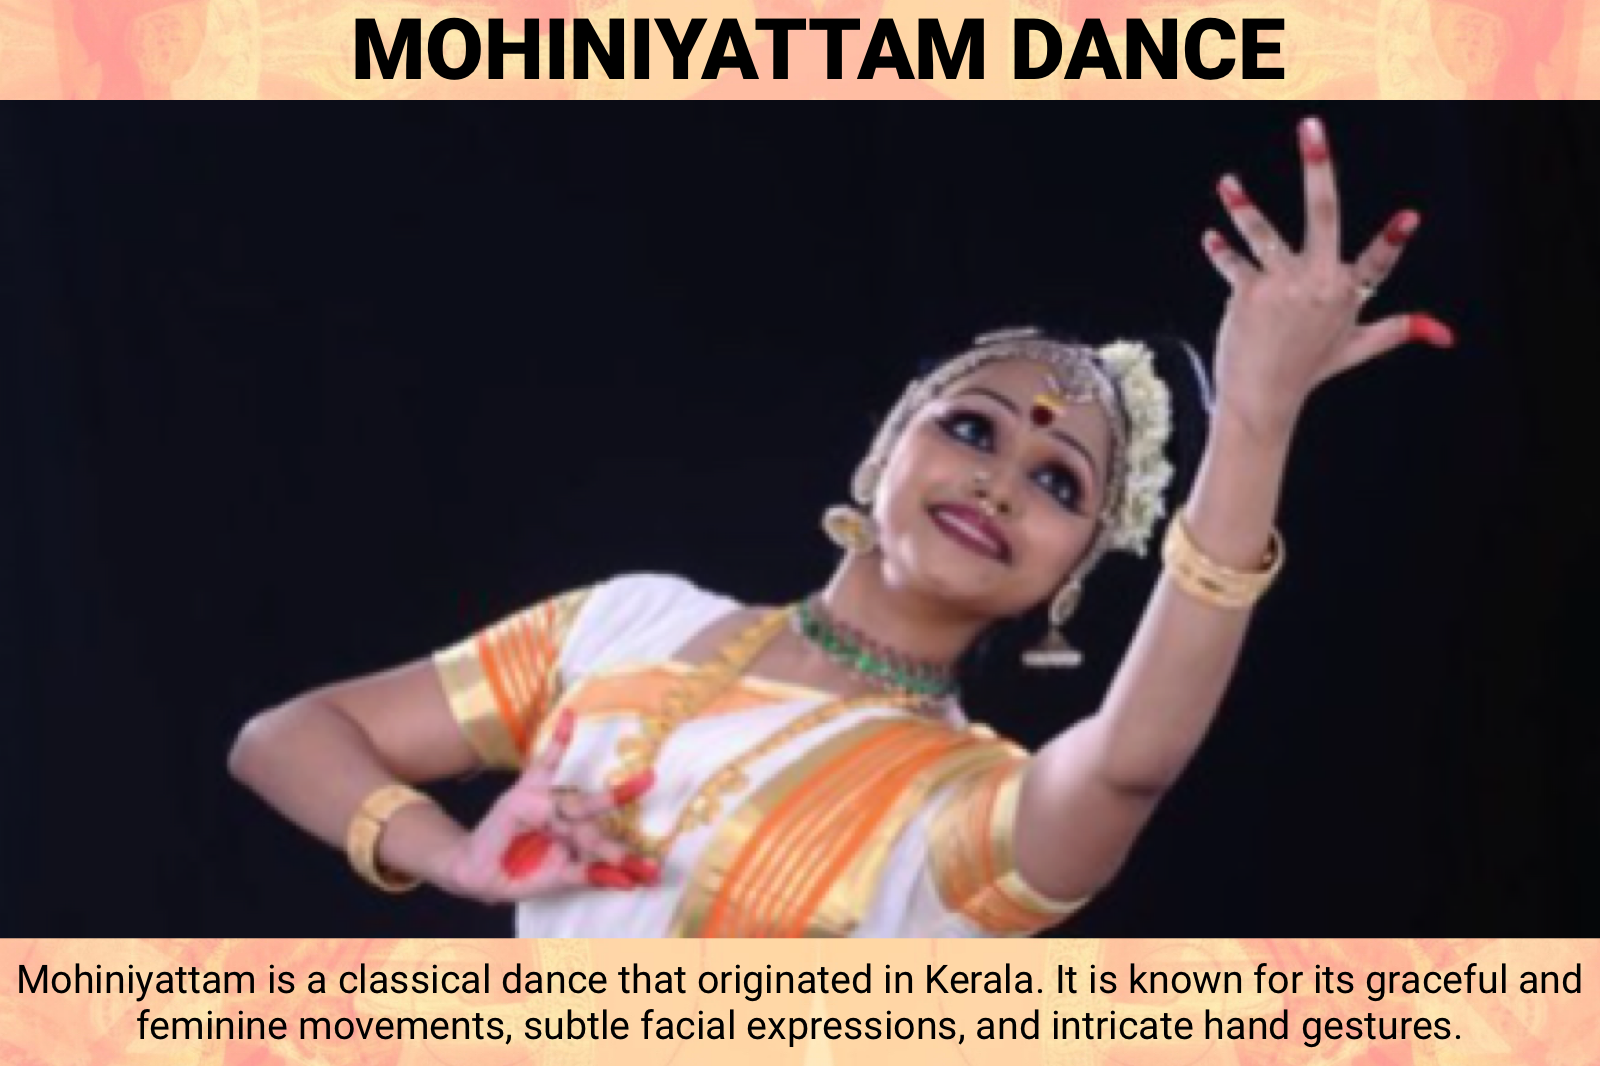 MOHINIYATTAM DANCE
Mohiniyattam is a classical dance that originated in Kerala. It is known for its graceful and
feminine movements, subtle facial expressions, and intricate hand gestures.